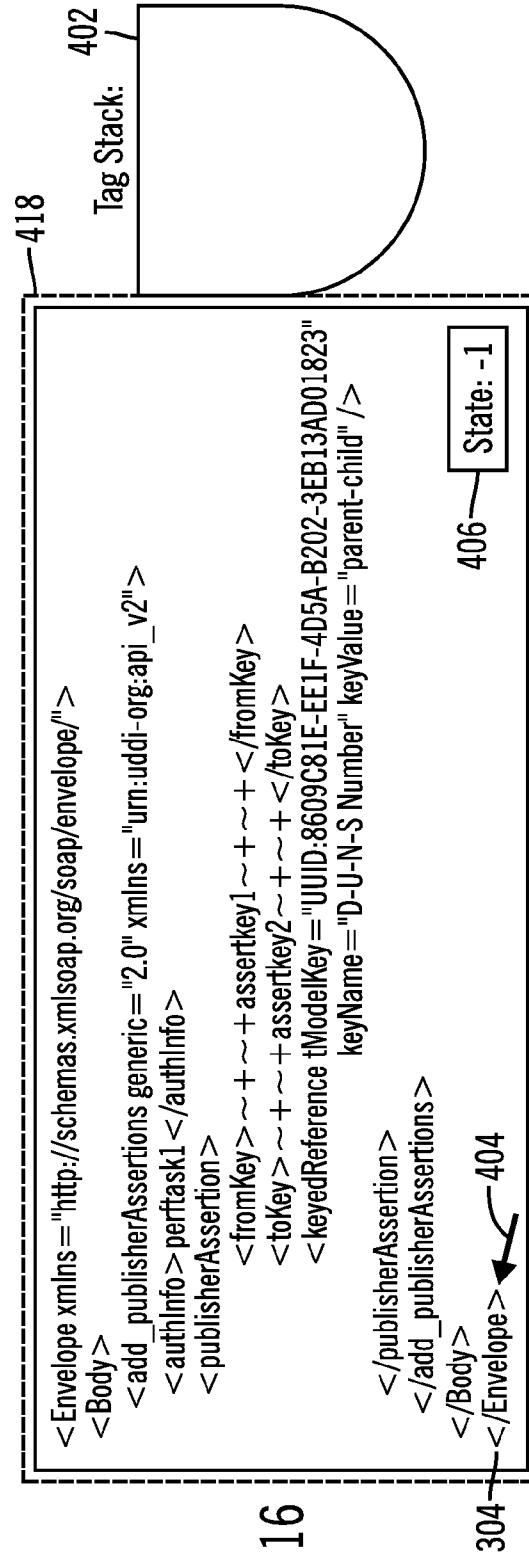 16
<Envelope xmlns="http://schemas.xmlsoap.org/soap/envelope/">
<Body>
<add_publisherAssertions generic="2.0" xmlns="urn:uddi-org:api_v2">
<authInfo>perftask1</authInfo>
<publisherAssertion>
<fromKey>~+~+assertkey1~+~+</fromKey>
<toKey>~+~+assertkey2~+~+</toKey>
<keyedReference tModelKey="UUID:8609C81E-EE1F-4D5A-B202-3EB13AD01823"
keyName="D-U-N-S Number" keyValue="parent-child" />
</publisherAssertion>
</add_publisherAssertions>
</Body>
</Envelope>
304
404
406
State: -1
418
Tag Stack:
402